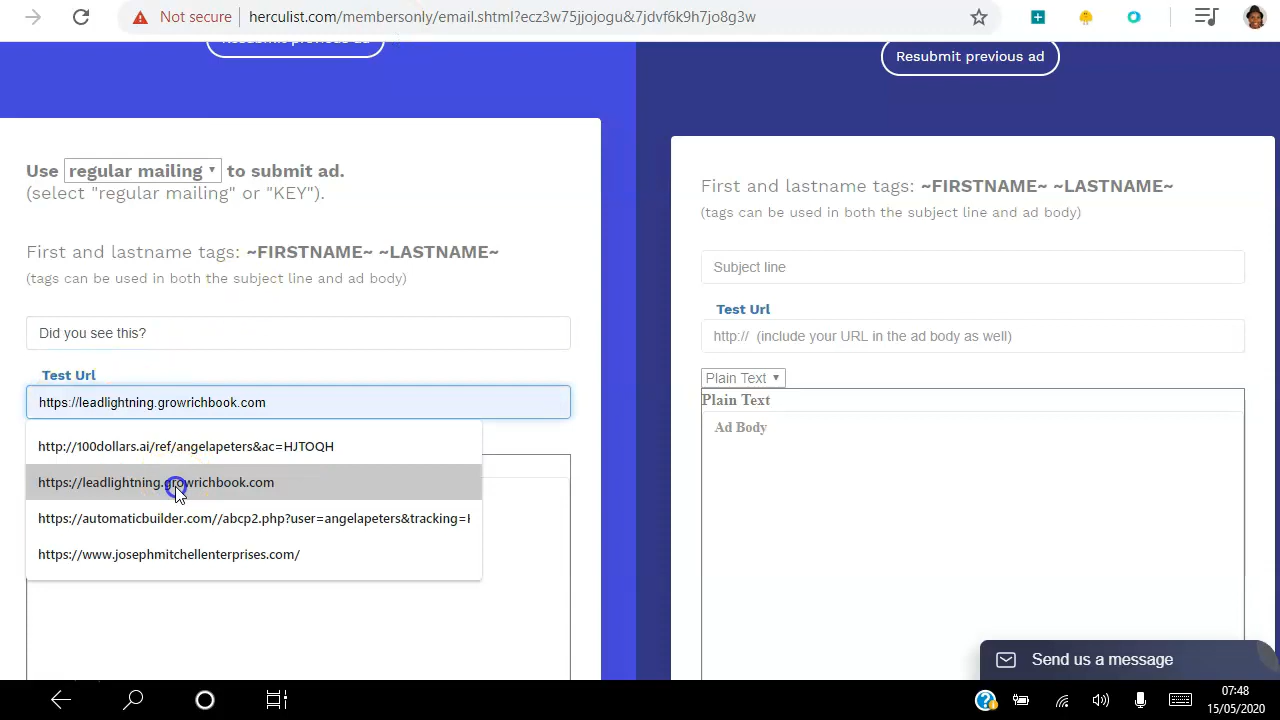 Not secure
herculist.com/membersonly/email.shtm?ecz3w75jjojogu&7jdvf6k9h7jo8g3w
Resubmit previous ad
Use regular mailing to submit ad.
(select "regular mailing" or "KEY").
First and lastname tags: ~FIRSTNAME~ ~LASTNAME~
(tags can be used in both the subject line and ad body)
Did you see this?
Test Url
https://leadlightning.growrichbook.com
http://100dollars.ai/ref/angelapeters&ac=HJTOQH
https://leadlightning.growrichbook.com
https://automaticbuilder.com//abcp2.php?user=angelapeters&tracking=
https://www.josephmitchellenterprises.com/
Resubmit previous ad
First and lastname tags: ~FIRSTNAME~ ~LASTNAME~
(tags can be used in both the subject line and ad body)
Subject line
Test Url
http:// (include your URL in the ad body as well)
Plain Text
Plain Text
Ad Body
Send us a message
07:48
15/05/2020